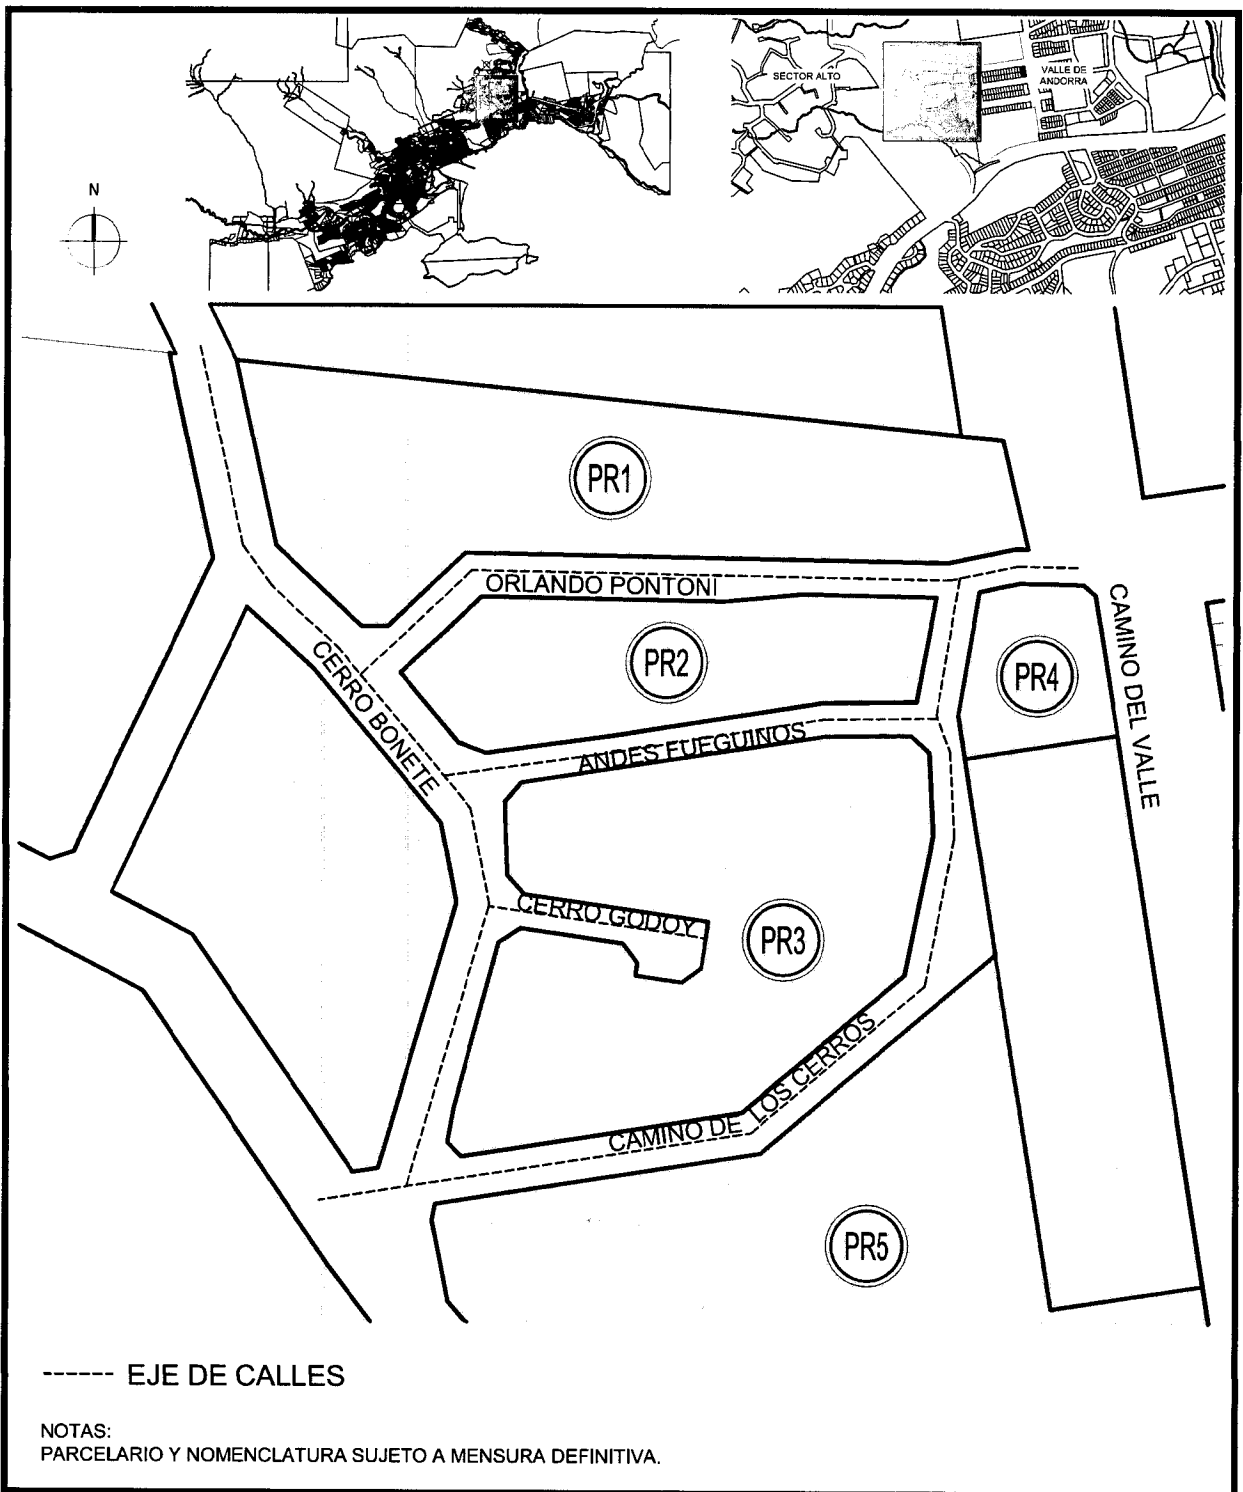 SECTOR ALTO
VALLE DE
ANDORRA
N
PR1
ORLANDO PONTONI
CERRO BONETE
PR2
PR4
CAMINO DEL VALLE
ANDES FUEGUINOS
CERRO GODOY
PR3
CAMINO DE LOS CERROS
PR5
------ EJE DE CALLES
NOTAS:
PARCELARIO Y NOMENCLATURA SUJETO A MENSURA DEFINITIVA.